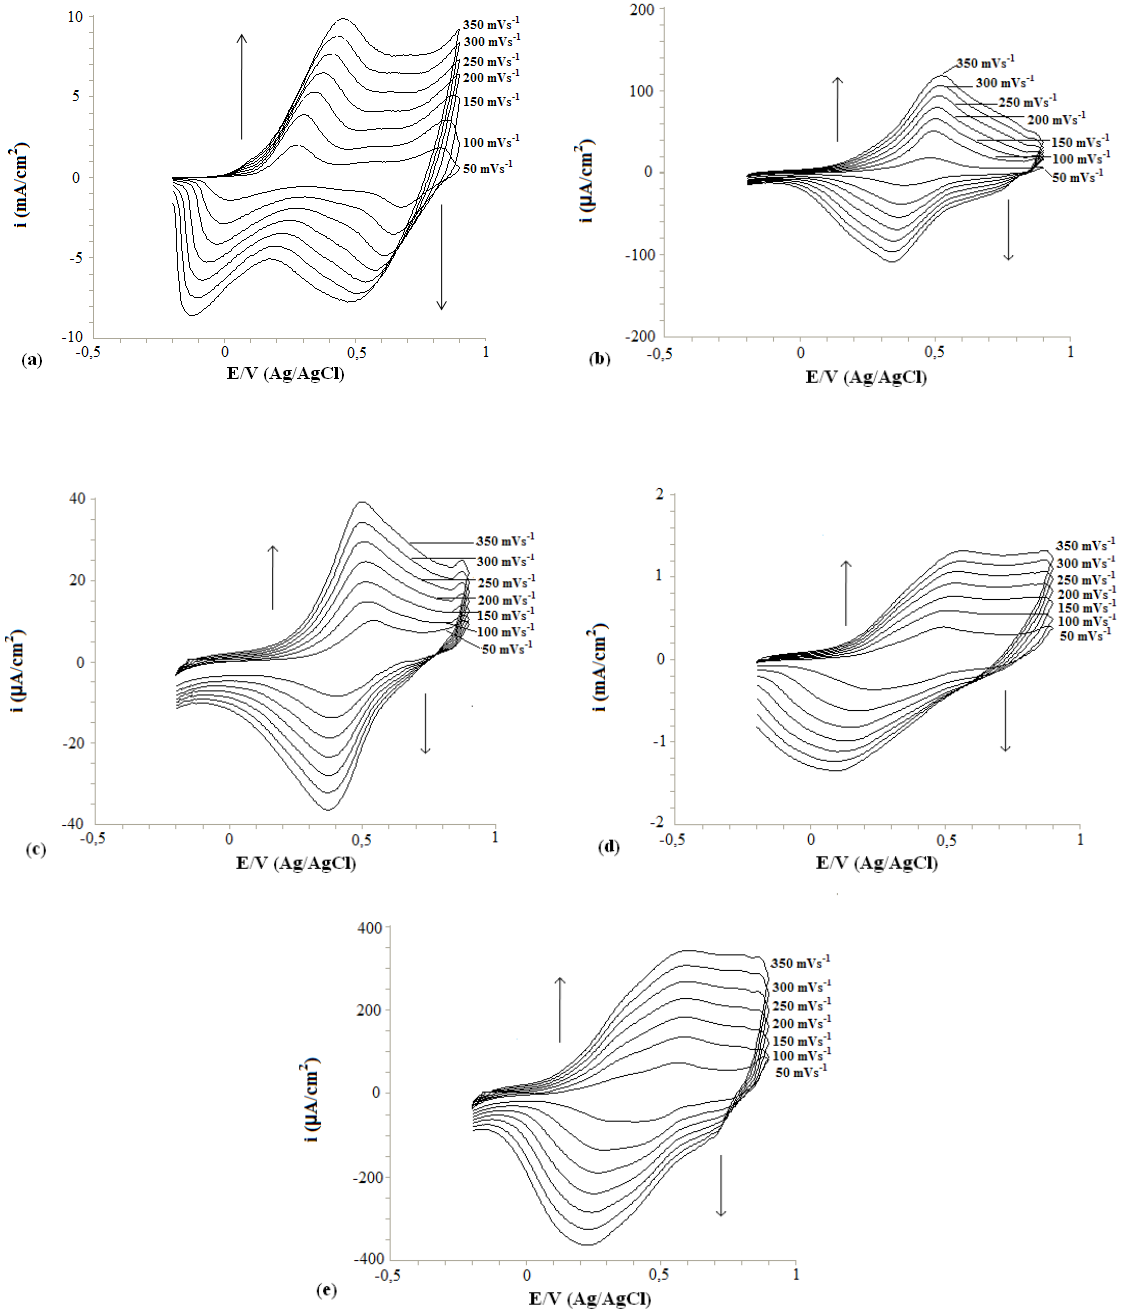 10
5
0
-5
-10
i (mA/cm²)
350 mVs⁻¹
300 mVs⁻¹
250 mVs⁻¹
200 mVs⁻¹
150 mVs⁻¹
100 mVs⁻¹
50 mVs⁻¹
-0,5
0
0,5
1
(a)
E/V (Ag/AgCl)
200
100
0
-100
-200
i (µA/cm²)
350 mVs⁻¹
300 mVs⁻¹
250 mVs⁻¹
200 mVs⁻¹
150 mVs⁻¹
100 mVs⁻¹
50 mVs⁻¹
-0,5
0
0,5
1
(b)
E/V (Ag/AgCl)
40
20
0
-20
-40
i (µA/cm²)
350 mVs⁻¹
300 mVs⁻¹
250 mVs⁻¹
200 mVs⁻¹
150 mVs⁻¹
100 mVs⁻¹
50 mVs⁻¹
-0,5
0
0,5
1
(c)
E/V (Ag/AgCl)
2
1
0
-1
-2
i (mA/cm²)
350 mVs⁻¹
300 mVs⁻¹
250 mVs⁻¹
200 mVs⁻¹
150 mVs⁻¹
100 mVs⁻¹
50 mVs⁻¹
-0,5
0
0,5
1
(d)
E/V (Ag/AgCl)
400
200
0
-200
-400
i (µA/cm²)
350 mVs⁻¹
300 mVs⁻¹
250 mVs⁻¹
200 mVs⁻¹
150 mVs⁻¹
100 mVs⁻¹
50 mVs⁻¹
-0,5
0
0,5
1
(e)
E/V (Ag/AgCl)